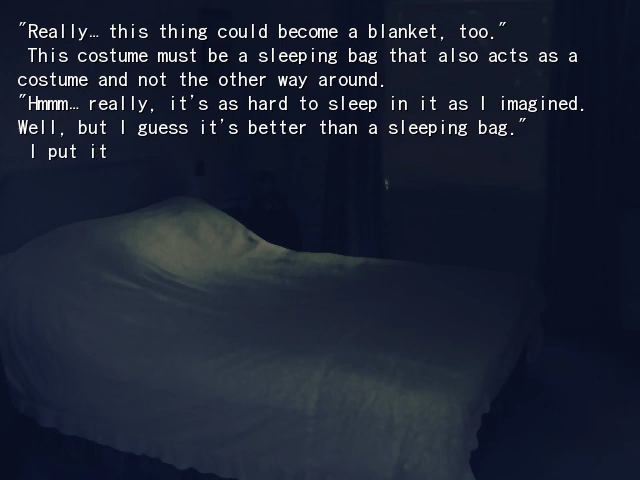 "Really… this thing could become a blanket, too."
This costume must be a sleeping bag that also acts as a
costume and not the other way around.
"Hmmm… really, it's as hard to sleep in it as I imagined.
Well, but I guess it's better than a sleeping bag."
I put it